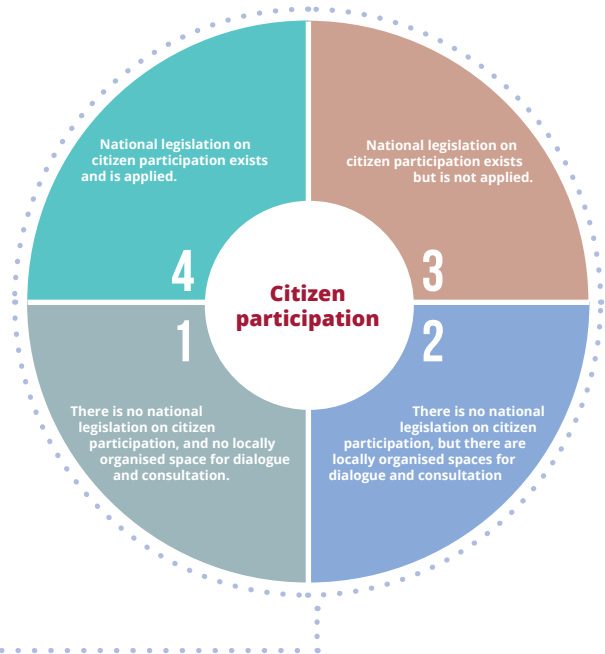 National legislation on
citizen participation exists
and is applied.
4
National legislation on
citizen participation exists
but is not applied.
3
Citizen
participation
1
There is no national
legislation on citizen
participation, and no locally
organised space for dialogue
and consultation.
2
There is no national
legislation on citizen
participation, but there are
locally organised spaces for
dialogue and consultation